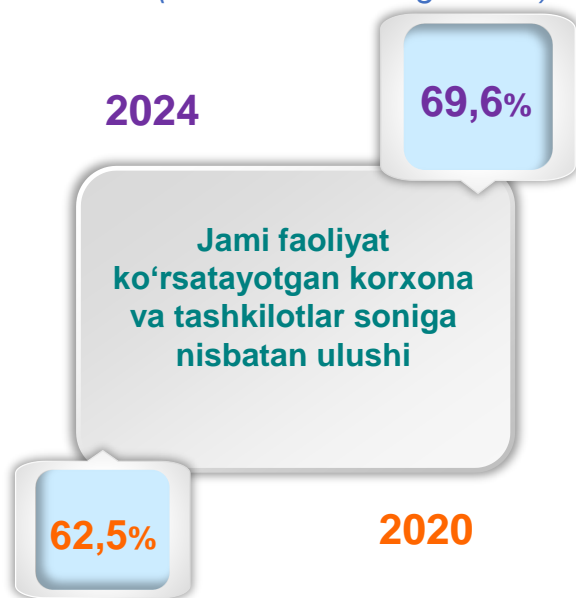 69,6%
2024
Jami faoliyat
ko‘rsatayotgan korxona
va tashkilotlar soniga
nisbatan ulushi
62,5%
2020